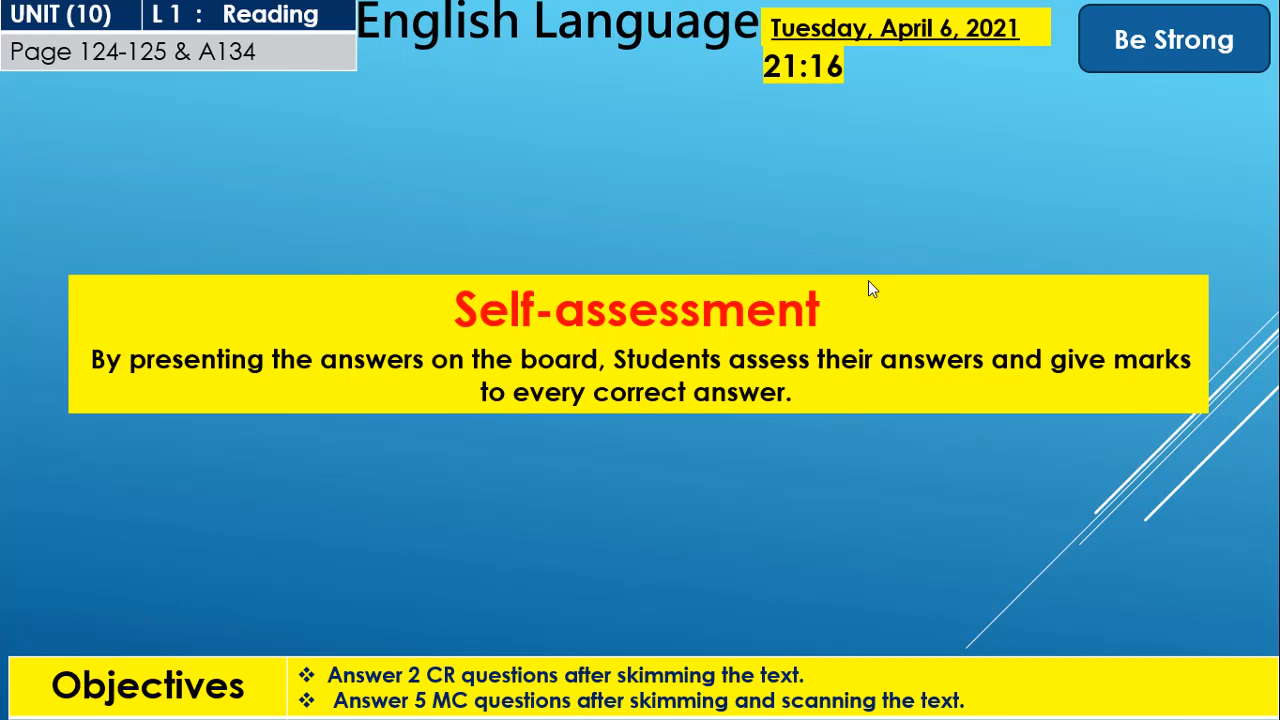 UNIT (10) L 1 : Reading
Page 124-125 & A134
English Language
Tuesday, April 6, 2021
21:16
Be Strong
Self-assessment
By presenting the answers on the board, Students assess their answers and give marks
to every correct answer.
Objectives
❖ Answer 2 CR questions after skimming the text.
❖ Answer 5 MC questions after skimming and scanning the text.